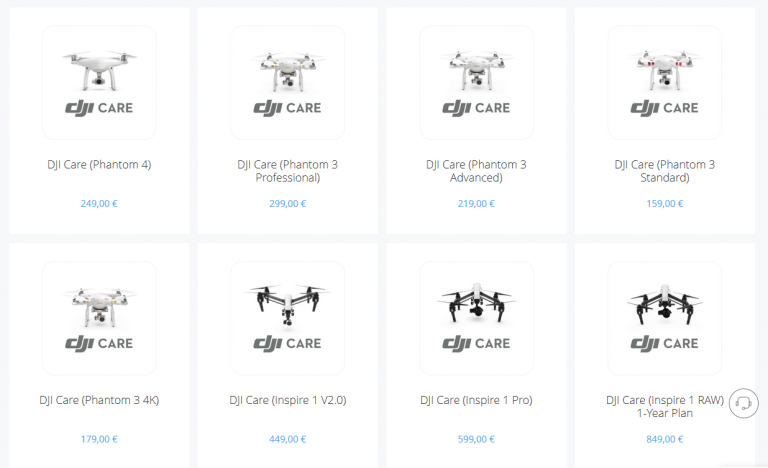 dji CARE
dji CARE
dji CARE
dji CARE
DJI Care (Phantom 4)
DJI Care (Phantom 3
Professional)
DJI Care (Phantom 3
Advanced)
DJI Care (Phantom 3
Standard)
249,00 €
299,00 €
219,00 €
159,00 €
dji CARE
dji CARE
dji CARE
dji CARE
DJI Care (Phantom 3 4K)
DJI Care (Inspire 1 V2.0)
DJI Care (Inspire 1 Pro)
DJI Care (Inspire 1 RAW)
1-Year Plan
179,00 €
449,00 €
599,00 €
849,00 €